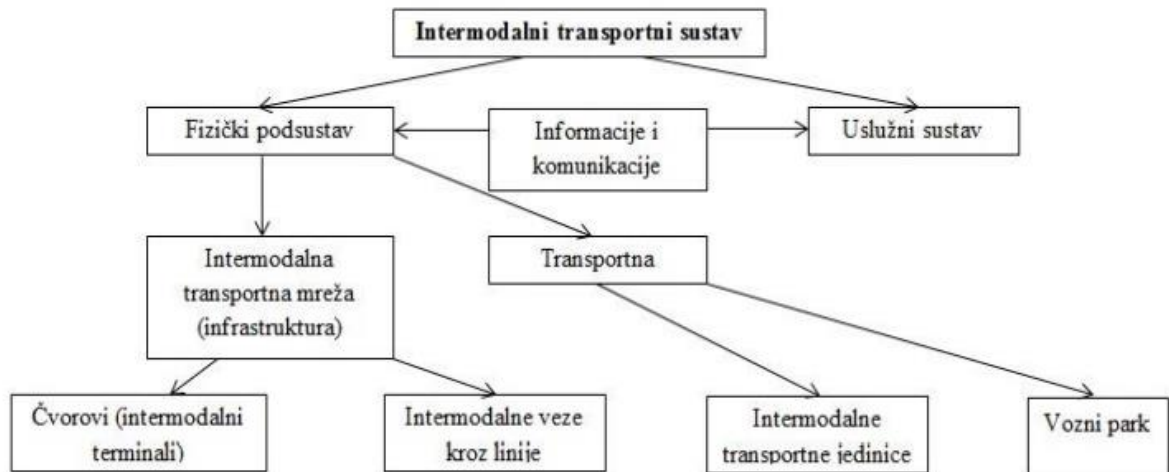 Intermodalni transportni sustav
Fizički podsustav
Informacije i
komunikacije
Uslužni sustav
Intermodalna
transportna mreža
(infrastruktura)
Transportna
Čvorovi (intermodalni
terminali)
Intermodalne veze
kroz linije
Intermodalne
transportne jedinice
Vozni park